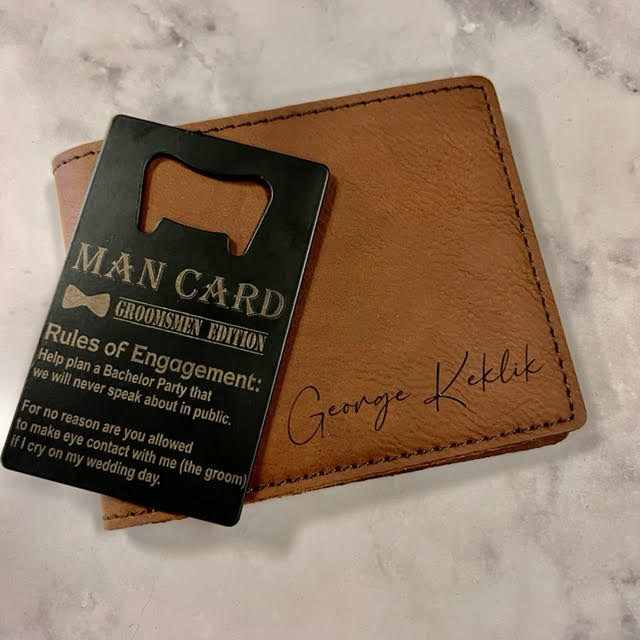 MAN CARD
GROOMSMEN EDITION
Rules of Engagement:
Help plan a Bachelor Party that
we will never speak about in public.
For no reason are you allowed
to make eye contact with me (the groom)
if I cry on my wedding day.
George Keklik